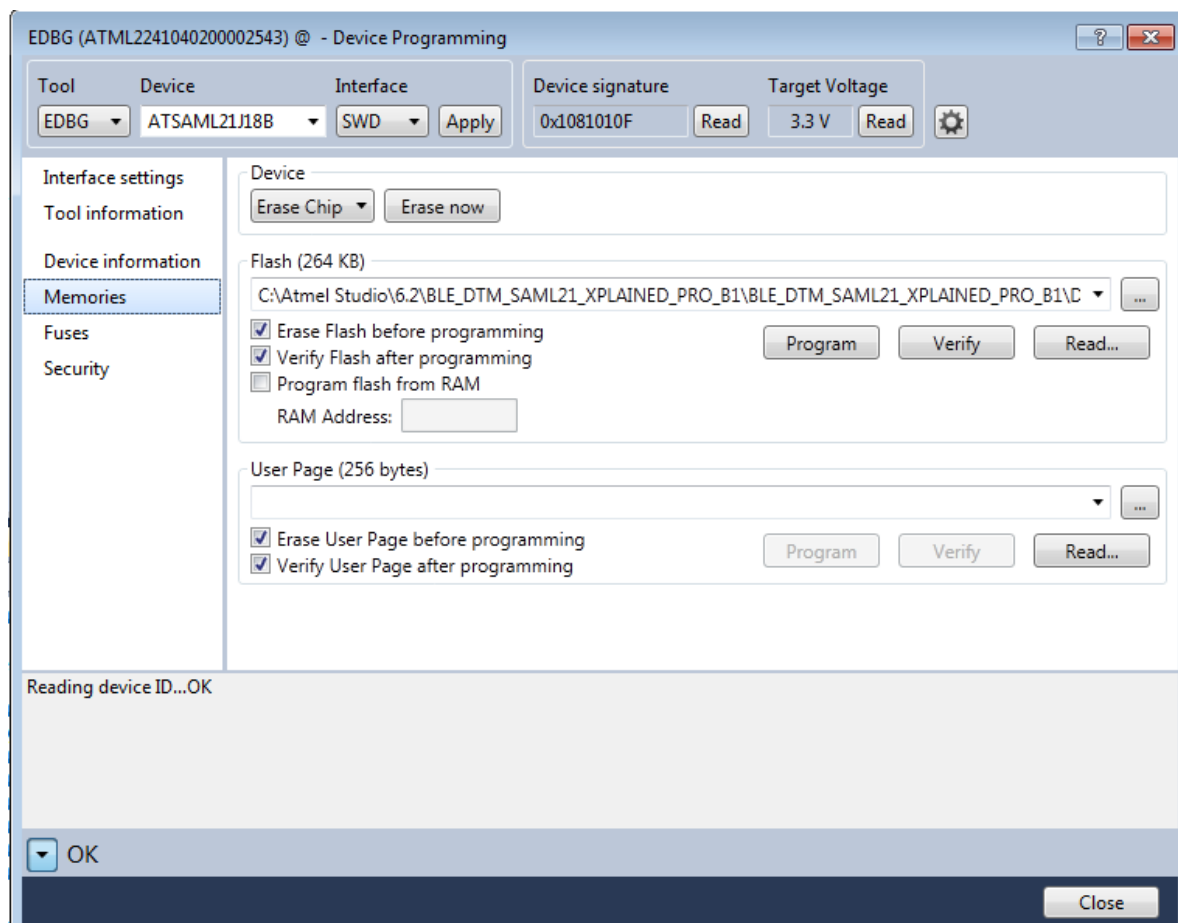 EDBG (ATML2241040200002543) @  - Device Programming
Tool Device Interface Device signature Target Voltage
EDBG ATSAML21J18B SWD Apply 0x1081010F Read 3.3 V Read
Interface settings
Tool information
Device information
Memories
Fuses
Security
Device
Erase Chip Erase now
Flash (264 KB)
C:\Atmel Studio\6.2\BLE_DTM_SAML21_XPLAINED_PRO_B1\BLE_DTM_SAML21_XPLAINED_PRO_B1\D ...
Erase Flash before programming
Verify Flash after programming
Program flash from RAM
RAM Address:
Program Verify Read...
User Page (256 bytes)
...
Erase User Page before programming
Verify User Page after programming
Program Verify Read...
Reading device ID...OK
OK
Close